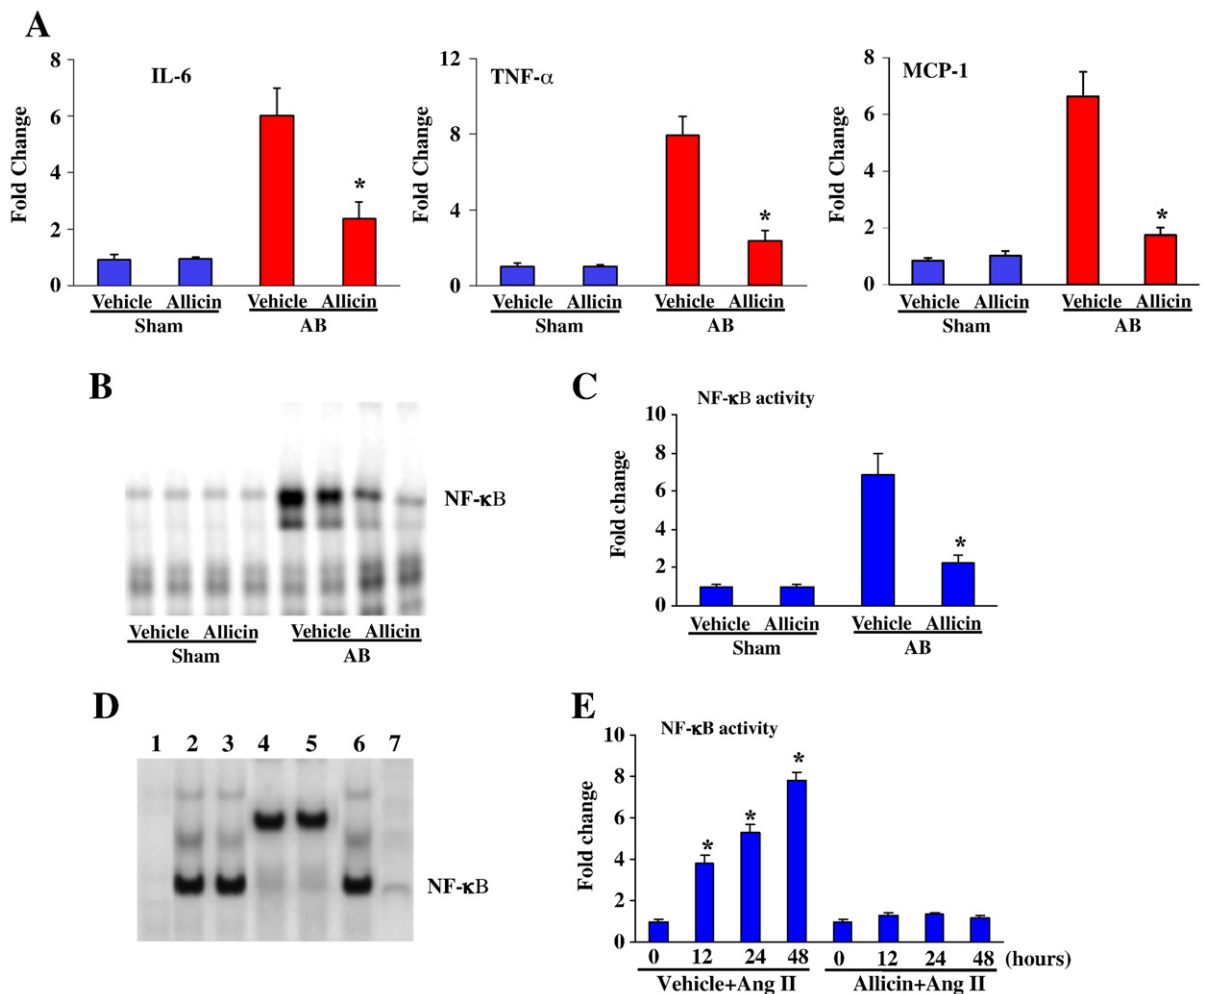 A
IL-6
Fold Change
8
6
4
2
0
Vehicle Allicin Vehicle Allicin
Sham AB
TNF-α
Fold Change
12
8
4
0
Vehicle Allicin Vehicle Allicin
Sham AB
*
MCP-1
Fold Change
8
6
4
2
0
Vehicle Allicin Vehicle Allicin
Sham AB
*
*
B
NF-κB
Vehicle Allicin Vehicle Allicin
Sham AB
C
NF-κB activity
Fold change
10
8
6
4
2
0
*
Vehicle Allicin Vehicle Allicin
Sham AB
D
1 2 3 4 5 6 7
NF-κB
E
NF-κB activity
Fold change
10
8
6
4
2
0
* * *
0 12 24 48 0 12 24 48 (hours)
Vehicle+Ang II Allicin+Ang II